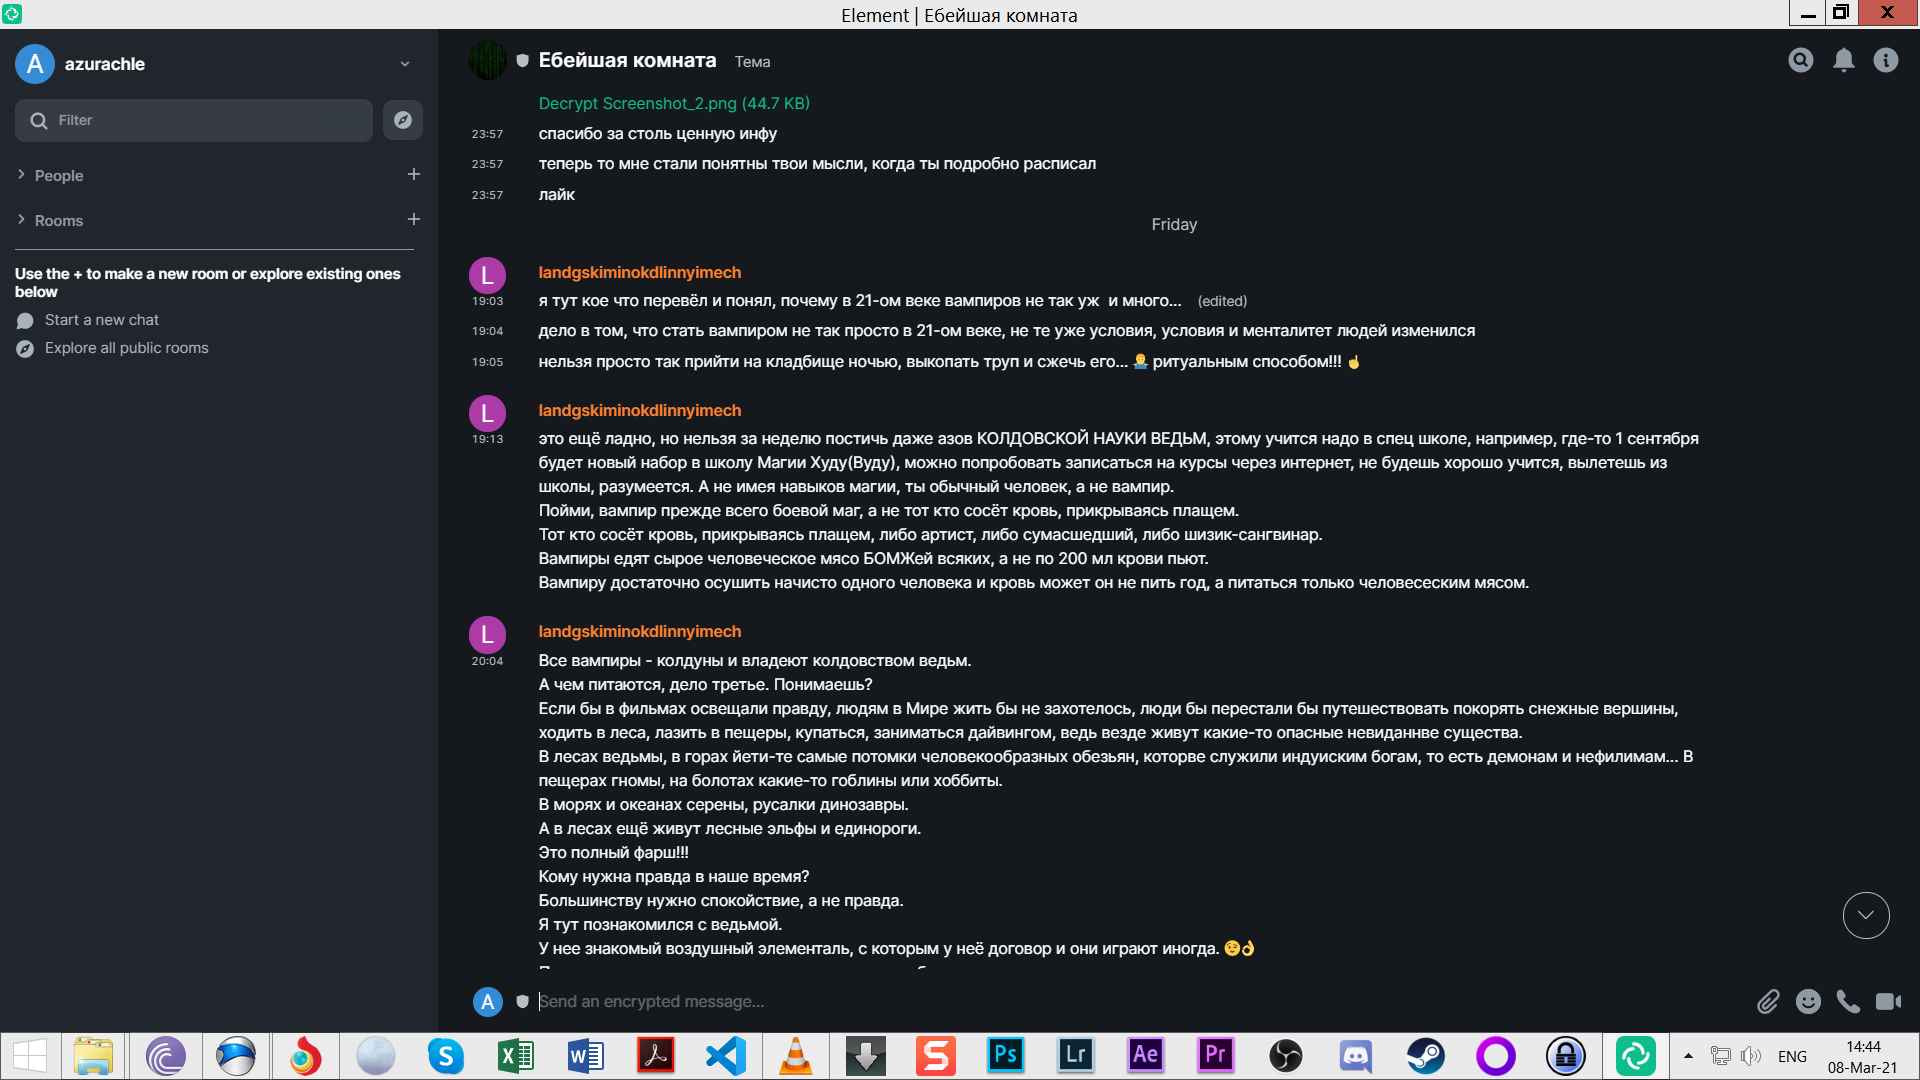 Element | Ебейшая комната
A
azurachle
Filter
People
Rooms
Use the + to make a new room or explore existing ones
below
Start a new chat
Explore all public rooms
Ебейшая комната Тема
Decrypt Screenshot_2.png (44.7 KB)
23:57 спасибо за столь ценную инфу
23:57 теперь то мне стали понятны твои мысли, когда ты подробно расписал
23:57 лайк
Friday
L
landgskiminokdlinnyimech
19:03 я тут кое что перевёл и понял, почему в 21-ом веке вампиров не так уж и много... (edited)
19:04 дело в том, что стать вампиром не так просто в 21-ом веке, не те уже условия, условия и менталитет людей изменился
19:05 нельзя просто так прийти на кладбище ночью, выкопать труп и сжечь его... 🤷‍♂️ ритуальным способом!!! ☝️
L
landgskiminokdlinnyimech
19:13 это ещё ладно, но нельзя за неделю постичь даже азов КОЛДОВСКОЙ НАУКИ ВЕДЬМ, этому учится надо в спец школе, например, где-то 1 сентября
будет новый набор в школу Магии Худу(Вуду), можно попробовать записаться на курсы через интернет, не будешь хорошо учится, вылетешь из
школы, разумеется. А не имея навыков магии, ты обычный человек, а не вампир.
Пойми, вампир прежде всего боевой маг, а не тот кто сосёт кровь, прикрываясь плащем.
Тот кто сосёт кровь, прикрываясь плащем, либо артист, либо сумасшедший, либо шизик-сангвинар.
Вампиры едят сырое человеческое мясо БОМЖей всяких, а не по 200 мл крови пьют.
Вампиру достаточно осушить начисто одного человека и кровь может он не пить год, а питаться только человесеским мясом.
L
landgskiminokdlinnyimech
20:04 Все вампиры - колдуны и владеют колдовством ведьм.
А чем питаются, дело третье. Понимаешь?
Если бы в фильмах освещали правду, людям в Мире жить бы не захотелось, люди бы перестали бы путешествовать покорять снежные вершины,
ходить в леса, лазить в пещеры, купаться, заниматься дайвингом, ведь везде живут какие-то опасные невиданнве существа.
В лесах ведьмы, в горах йети-те самые потомки человекообразных обезьян, которве служили индуиским богам, то есть демонам и нефилимам... В
пещерах гномы, на болотах какие-то гоблины или хоббиты.
В морях и океанах серены, русалки динозавры.
А в лесах ещё живут лесные эльфы и единороги.
Это полный фарш!!!
Кому нужна правда в наше время?
Большинству нужно спокойствие, а не правда.
Я тут познакомился с ведьмой.
У нее знакомый воздушный элементаль, с которым у неё договор и они играют иногда. 😉👌
A
Send an encrypted message...
Ps
Lr
Ae
Pr
ENG
14:44
08-Mar-21